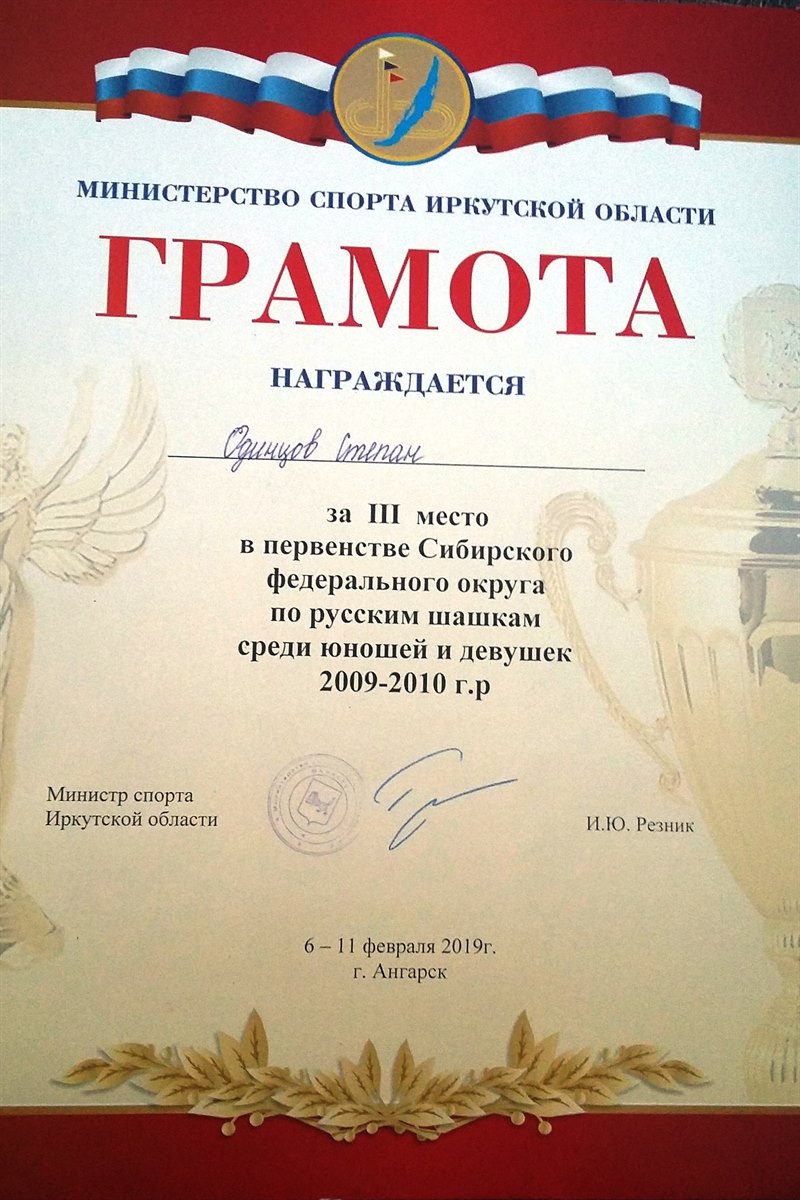 МИНИСТЕРСТВО СПОРТА ИРКУТСКОЙ ОБЛАСТИ
ГРАМОТА
НАГРАЖДАЕТСЯ
Одинцов Степан
за III место
в первенстве Сибирского
федерального округа
по русским шашкам
среди юношей и девушек
2009-2010 г.р
Министр спорта
Иркутской области
И.Ю. Резник
6 – 11 февраля 2019г.
г. Ангарск